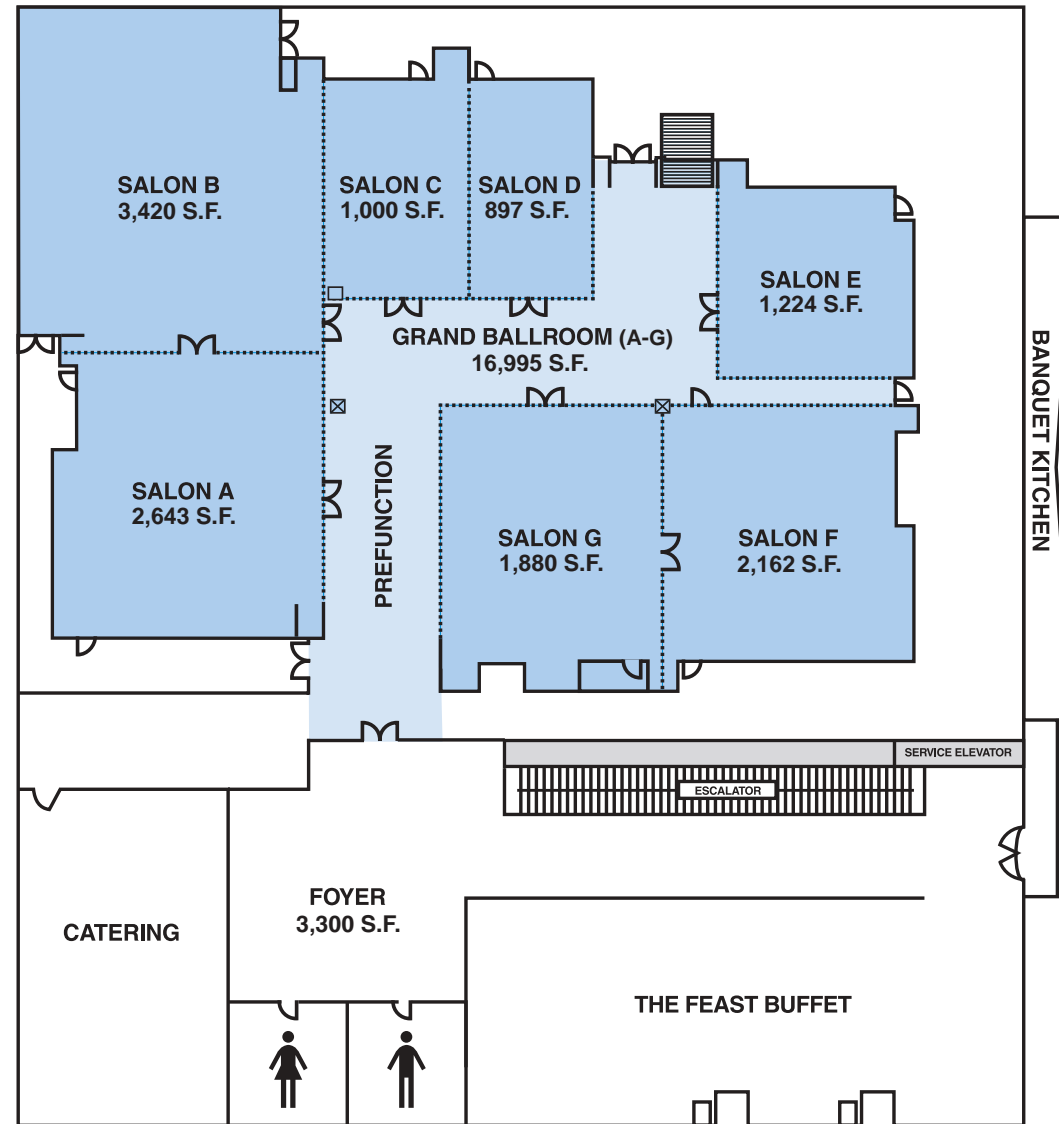 SALON B
3,420 S.F.
SALON C
1,000 S.F.
SALON D
897 S.F.
SALON E
1,224 S.F.
GRAND BALLROOM (A-G)
16,995 S.F.
BANQUET KITCHEN
SALON A
2,643 S.F.
PREFUNCTION
SALON G
1,880 S.F.
SALON F
2,162 S.F.
SERVICE ELEVATOR
ESCALATOR
FOYER
3,300 S.F.
CATERING
THE FEAST BUFFET